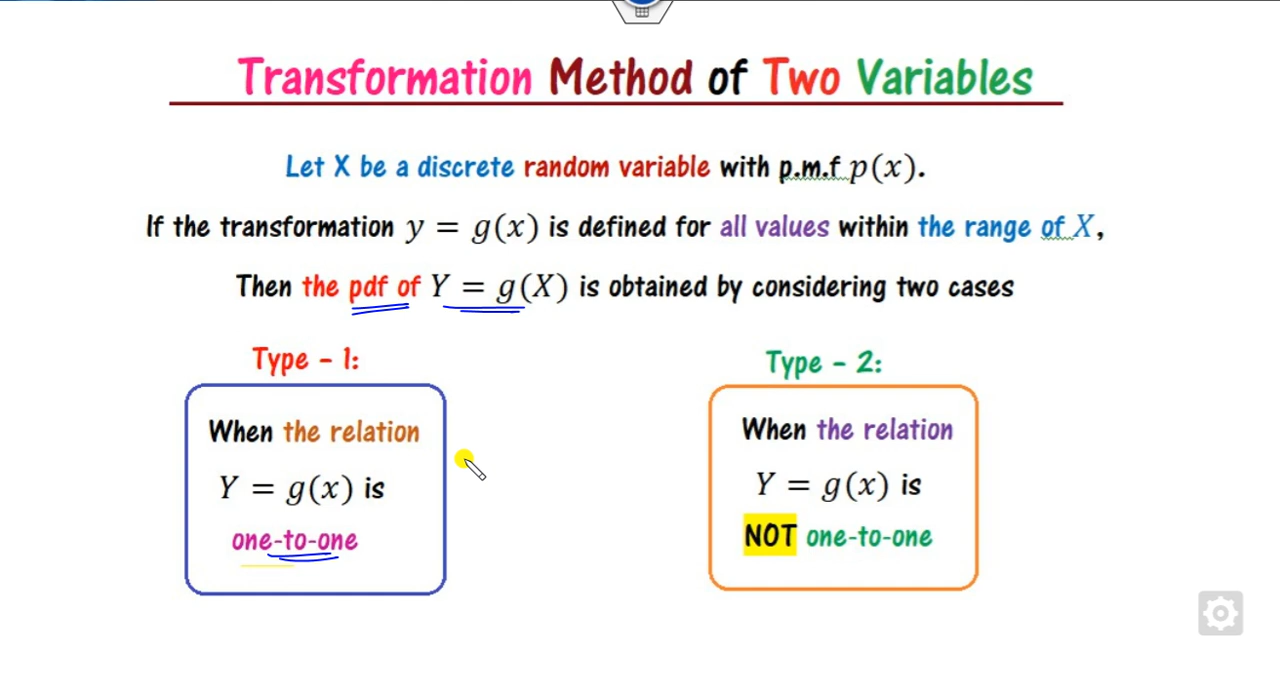 Transformation Method of Two Variables
Let X be a discrete random variable with p.m.f p(x).
If the transformation y = g(x) is defined for all values within the range of X,
Then the pdf of Y = g(X) is obtained by considering two cases
Type - 1:
When the relation
Y = g(x) is
one-to-one
Type - 2:
When the relation
Y = g(x) is
NOT one-to-one